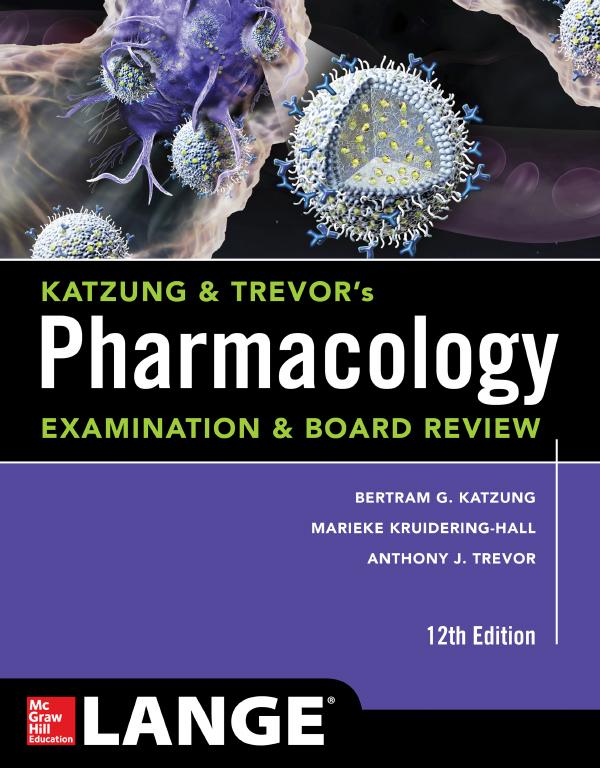 KATZUNG & TREVOR's
Pharmacology
EXAMINATION & BOARD REVIEW
BERTRAM G. KATZUNG
MARIEKE KRUIDERING-HALL
ANTHONY J. TREVOR
12th Edition
Mc
Graw
Hill
Education
LANGE®